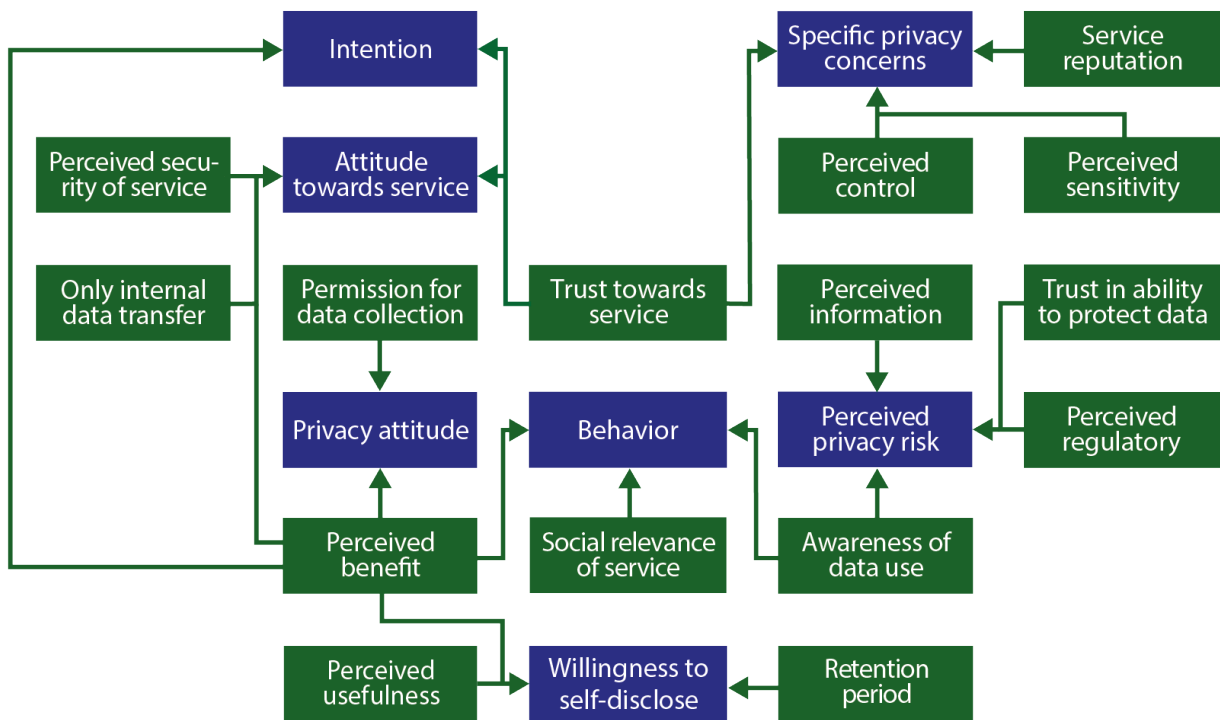 Intention
Specific privacy
concerns
Service
reputation
Perceived secu-
rity of service
Attitude
towards service
Perceived
control
Perceived
sensitivity
Only internal
data transfer
Permission for
data collection
Trust towards
service
Perceived
information
Trust in ability
to protect data
Privacy attitude
Behavior
Perceived
privacy risk
Perceived
regulatory
Perceived
benefit
Social relevance
of service
Awareness of
data use
Perceived
usefulness
Willingness to
self-disclose
Retention
period